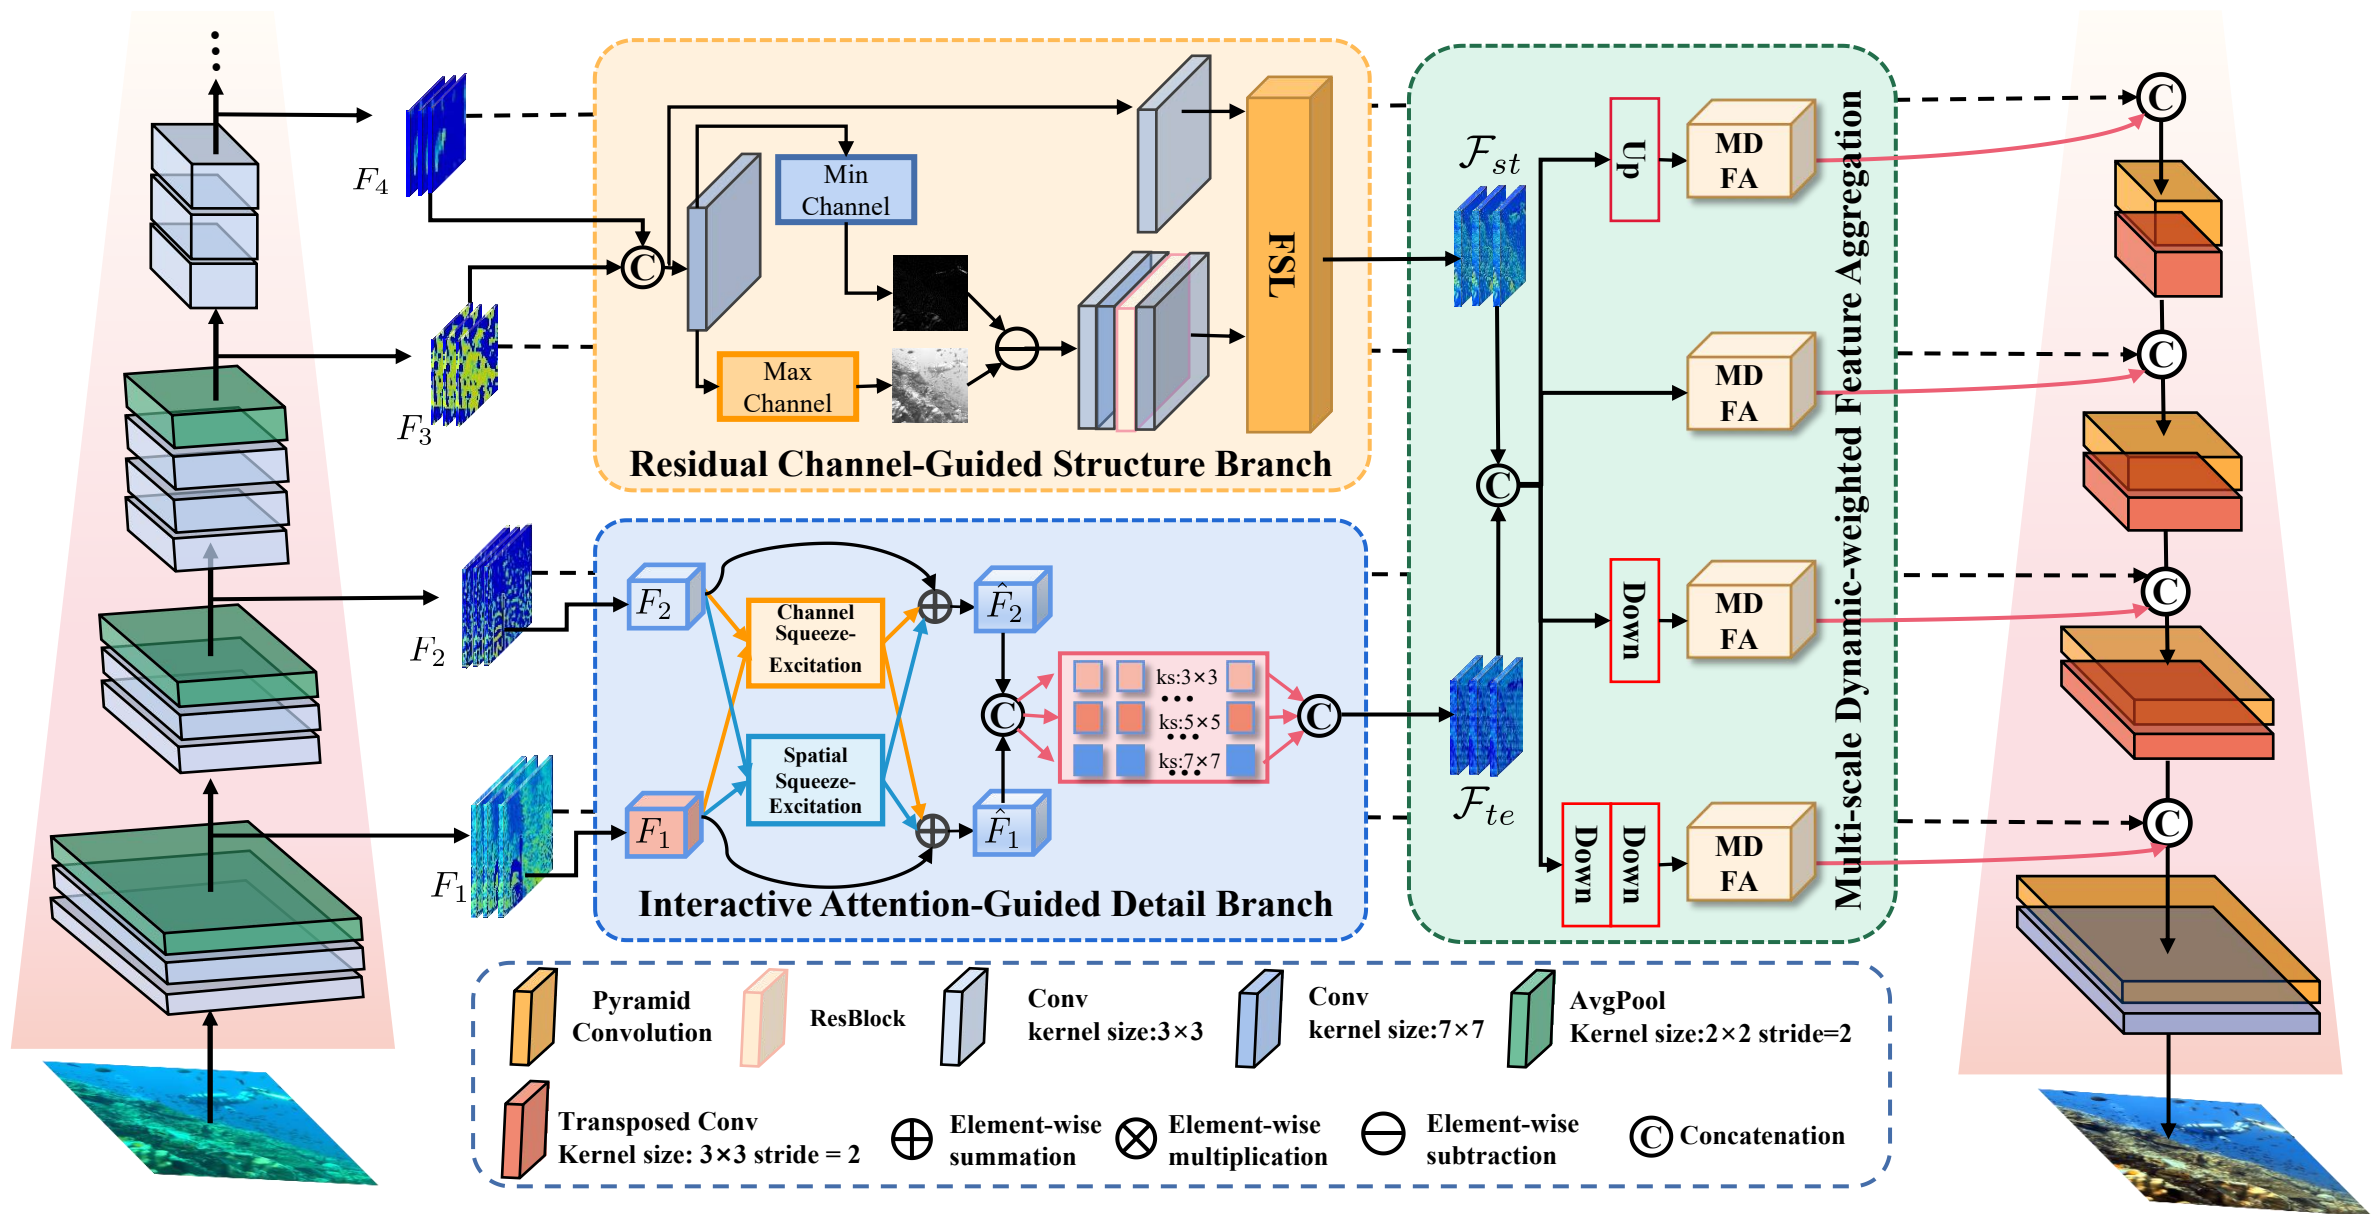 F4
F3
F2
F1
C
Min
Channel
Max
Channel
FSL
Residual Channel-Guided Structure Branch
F2
F1
Channel
Squeeze-
Excitation
Spatial
Squeeze-
Excitation
F̂2
F̂1
C
ks:3×3
•••
ks:5×5
•••
ks:7×7
•••
C
Interactive Attention-Guided Detail Branch
𝓕st
𝓕te
C
Up
MD
FA
MD
FA
Down
MD
FA
Down
Down
MD
FA
Multi-scale Dynamic-weighted Feature Aggregation
C
C
C
C
Pyramid
Convolution
ResBlock
Conv
kernel size:3×3
Conv
kernel size:7×7
AvgPool
Kernel size:2×2 stride=2
Transposed Conv
Kernel size: 3×3 stride = 2
Element-wise
summation
Element-wise
multiplication
Element-wise
subtraction
C Concatenation